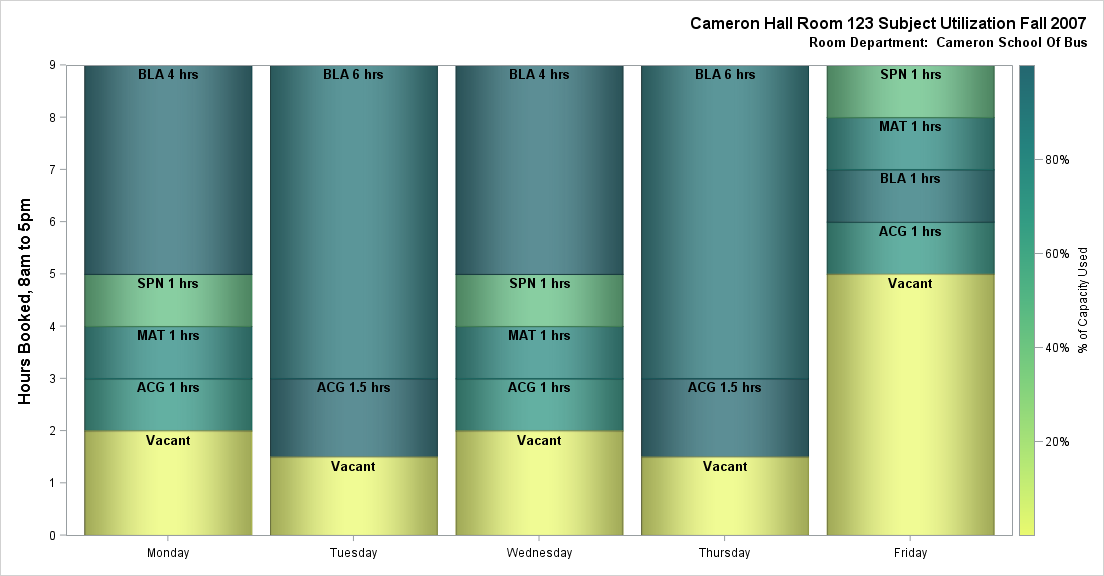 Cameron Hall Room 123 Subject Utilization Fall 2007
Room Department: Cameron School Of Bus
Hours Booked, 8am to 5pm
9
8
7
6
5
4
3
2
1
0
BLA 4 hrs
SPN 1 hrs
MAT 1 hrs
ACG 1 hrs
Vacant
BLA 6 hrs
ACG 1.5 hrs
Vacant
BLA 4 hrs
SPN 1 hrs
MAT 1 hrs
ACG 1 hrs
Vacant
BLA 6 hrs
ACG 1.5 hrs
Vacant
SPN 1 hrs
MAT 1 hrs
BLA 1 hrs
ACG 1 hrs
Vacant
Monday Tuesday Wednesday Thursday Friday
80%
60%
40%
20%
% of Capacity Used